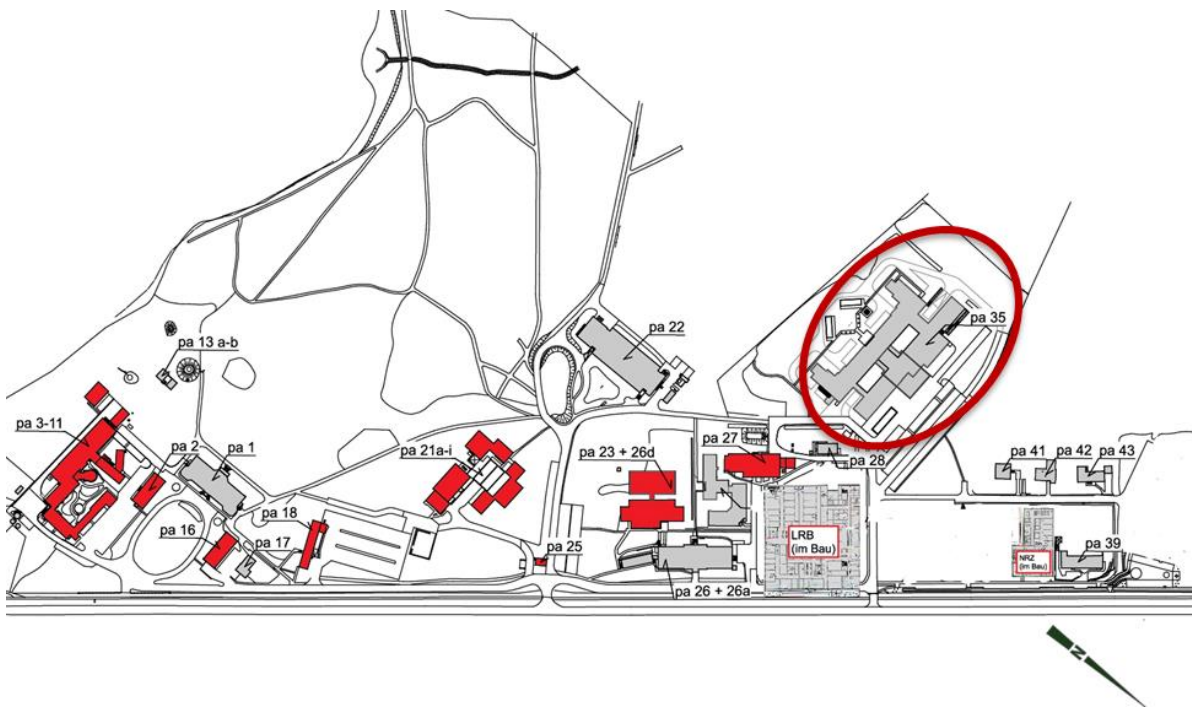 pa 22
pa 35
pa 13 a-b
pa 3-11
pa 2
pa 1
pa 21a-i
pa 23 + 26d
pa 27
pa 28
pa 41
pa 42
pa 43
pa 16
pa 17
pa 18
pa 25
pa 26 + 26a
LRB
(im Bau)
NRZ
(im Bau)
pa 39
N